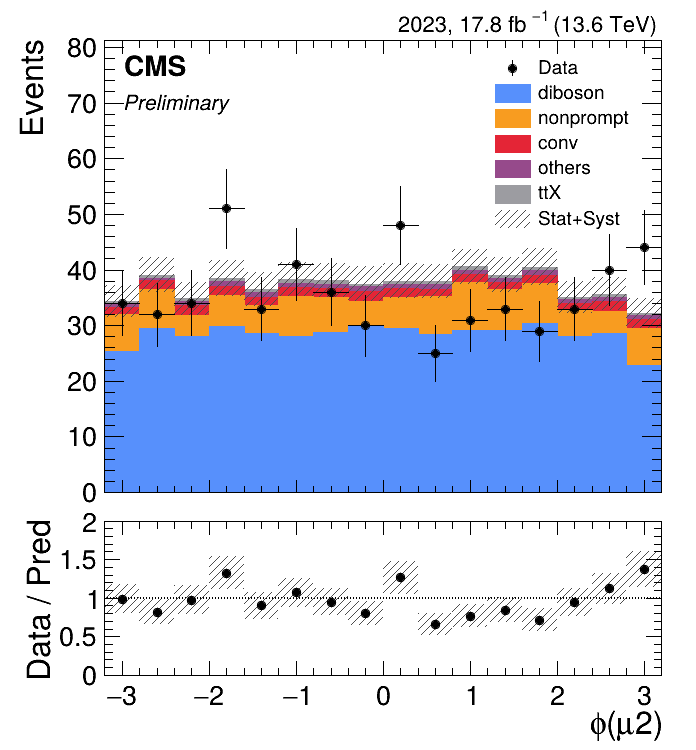 2023, 17.8 fb⁻¹ (13.6 TeV)
Events
80
70
60
50
40
30
20
10
0
CMS
Preliminary
Data
diboson
nonprompt
conv
others
ttX
Stat+Syst
Data / Pred
2
1.5
1
0.5
0
−3 −2 −1 0 1 2 3
ϕ(μ2)